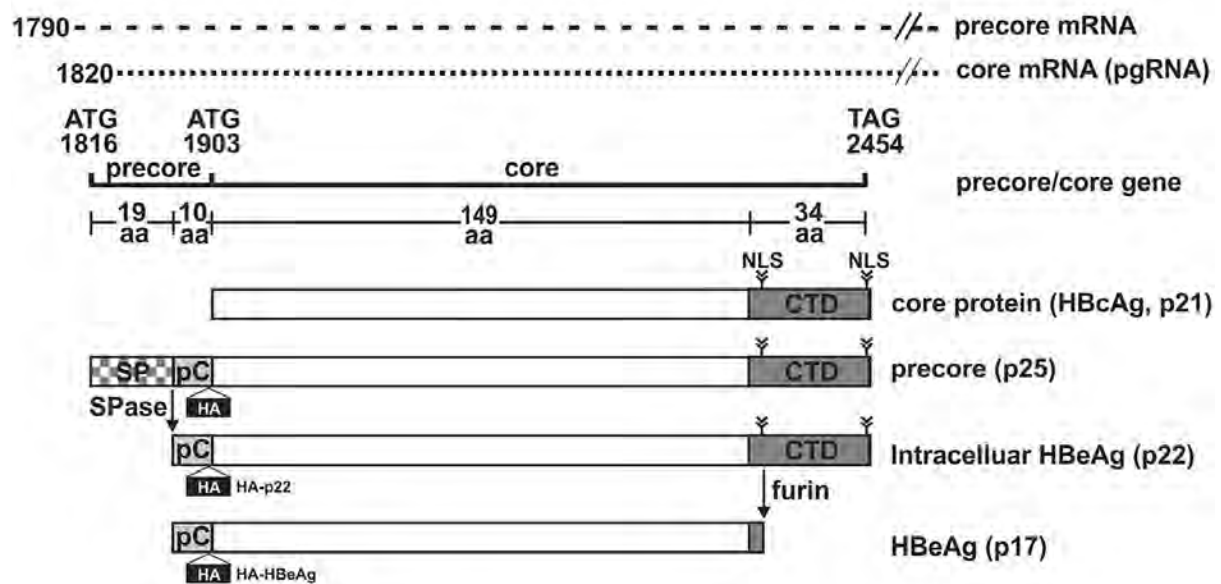 1790 precore mRNA
1820 core mRNA (pgRNA)
ATG ATG TAG
1816 1903 2454
precore core precore/core gene
19 10 149 34
aa aa aa aa
NLS NLS
CTD core protein (HBcAg, p21)
SP pC CTD precore (p25)
SPase HA
pC CTD Intracelluar HBeAg (p22)
HA HA-p22
furin
pC HBeAg (p17)
HA HA-HBeAg